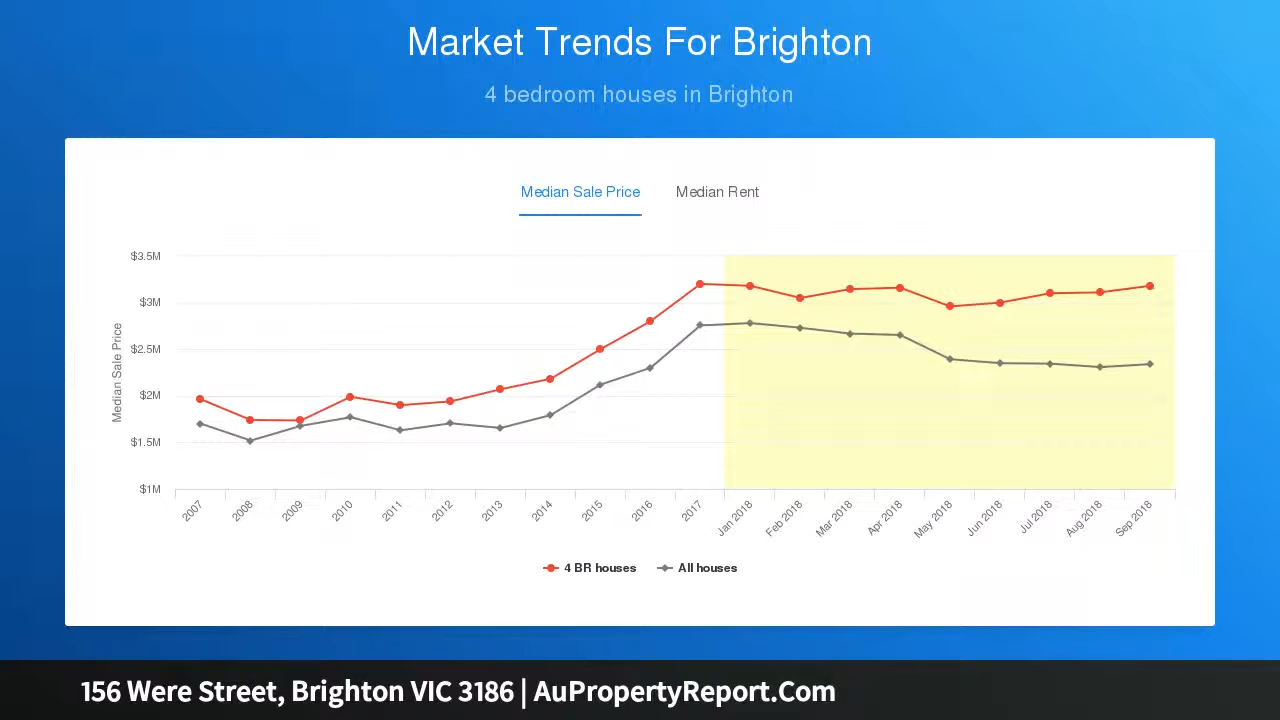 Market Trends For Brighton
4 bedroom houses in Brighton
Median Sale Price Median Rent
Median Sale Price
$3.5M
$3M
$2.5M
$2M
$1.5M
$1M
2007 2008 2009 2010 2011 2012 2013 2014 2015 2016 2017 Jan 2018 Feb 2018 Mar 2018 Apr 2018 May 2018 Jun 2018 Jul 2018 Aug 2018 Sep 2018
4 BR houses All houses
156 Were Street, Brighton VIC 3186 | AuPropertyReport.Com